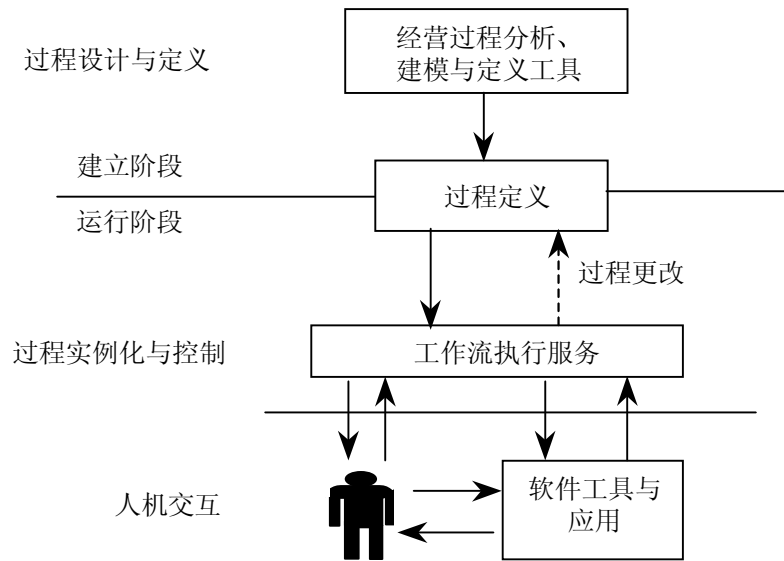 经营过程分析、
建模与定义工具
过程设计与定义
建立阶段
过程定义
运行阶段
过程更改
过程实例化与控制
工作流执行服务
人机交互
软件工具与
应用